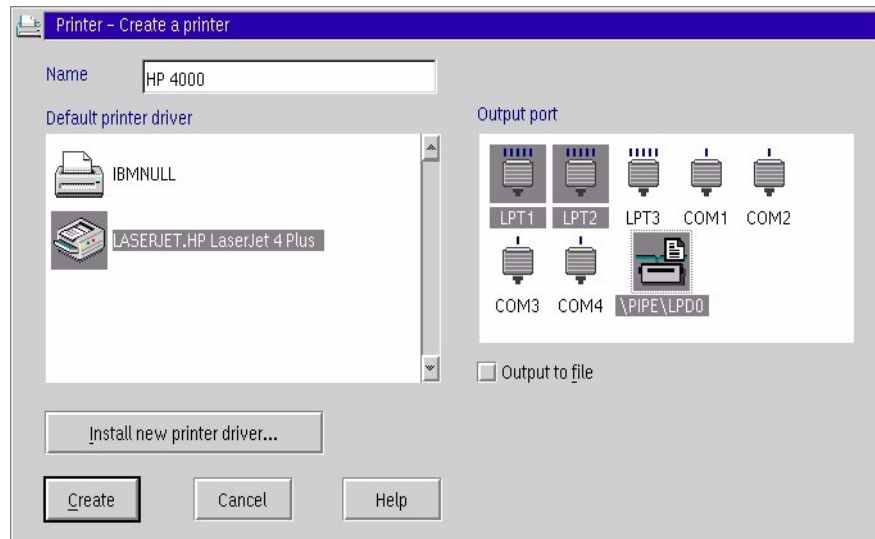 Printer – Create a printer
Name
HP 4000
Default printer driver
IBMNULL
LASERJET.HP LaserJet 4 Plus
Output port
LPT1 LPT2 LPT3 COM1 COM2
COM3 COM4 \PIPE\LPD0
Output to file
Install new printer driver...
Create Cancel Help